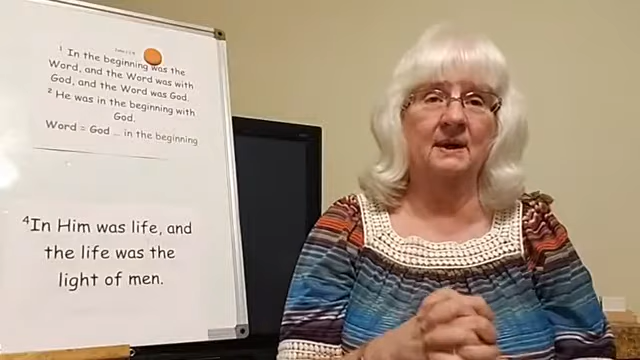 1 In the beginning was the
Word, and the Word was with
God, and the Word was God.
2 He was in the beginning with
God.
Word = God ... in the beginning
4 In Him was life, and
the life was the
light of men.